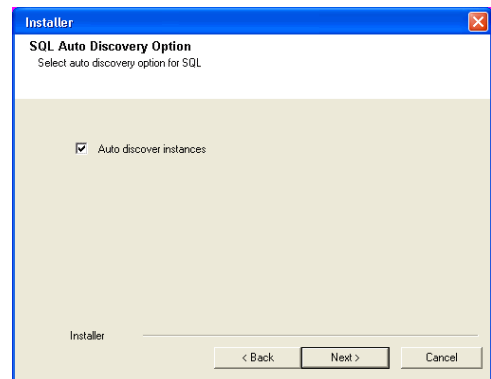 Installer
SQL Auto Discovery Option
Select auto discovery option for SQL
Auto discover instances
Installer
< Back
Next >
Cancel